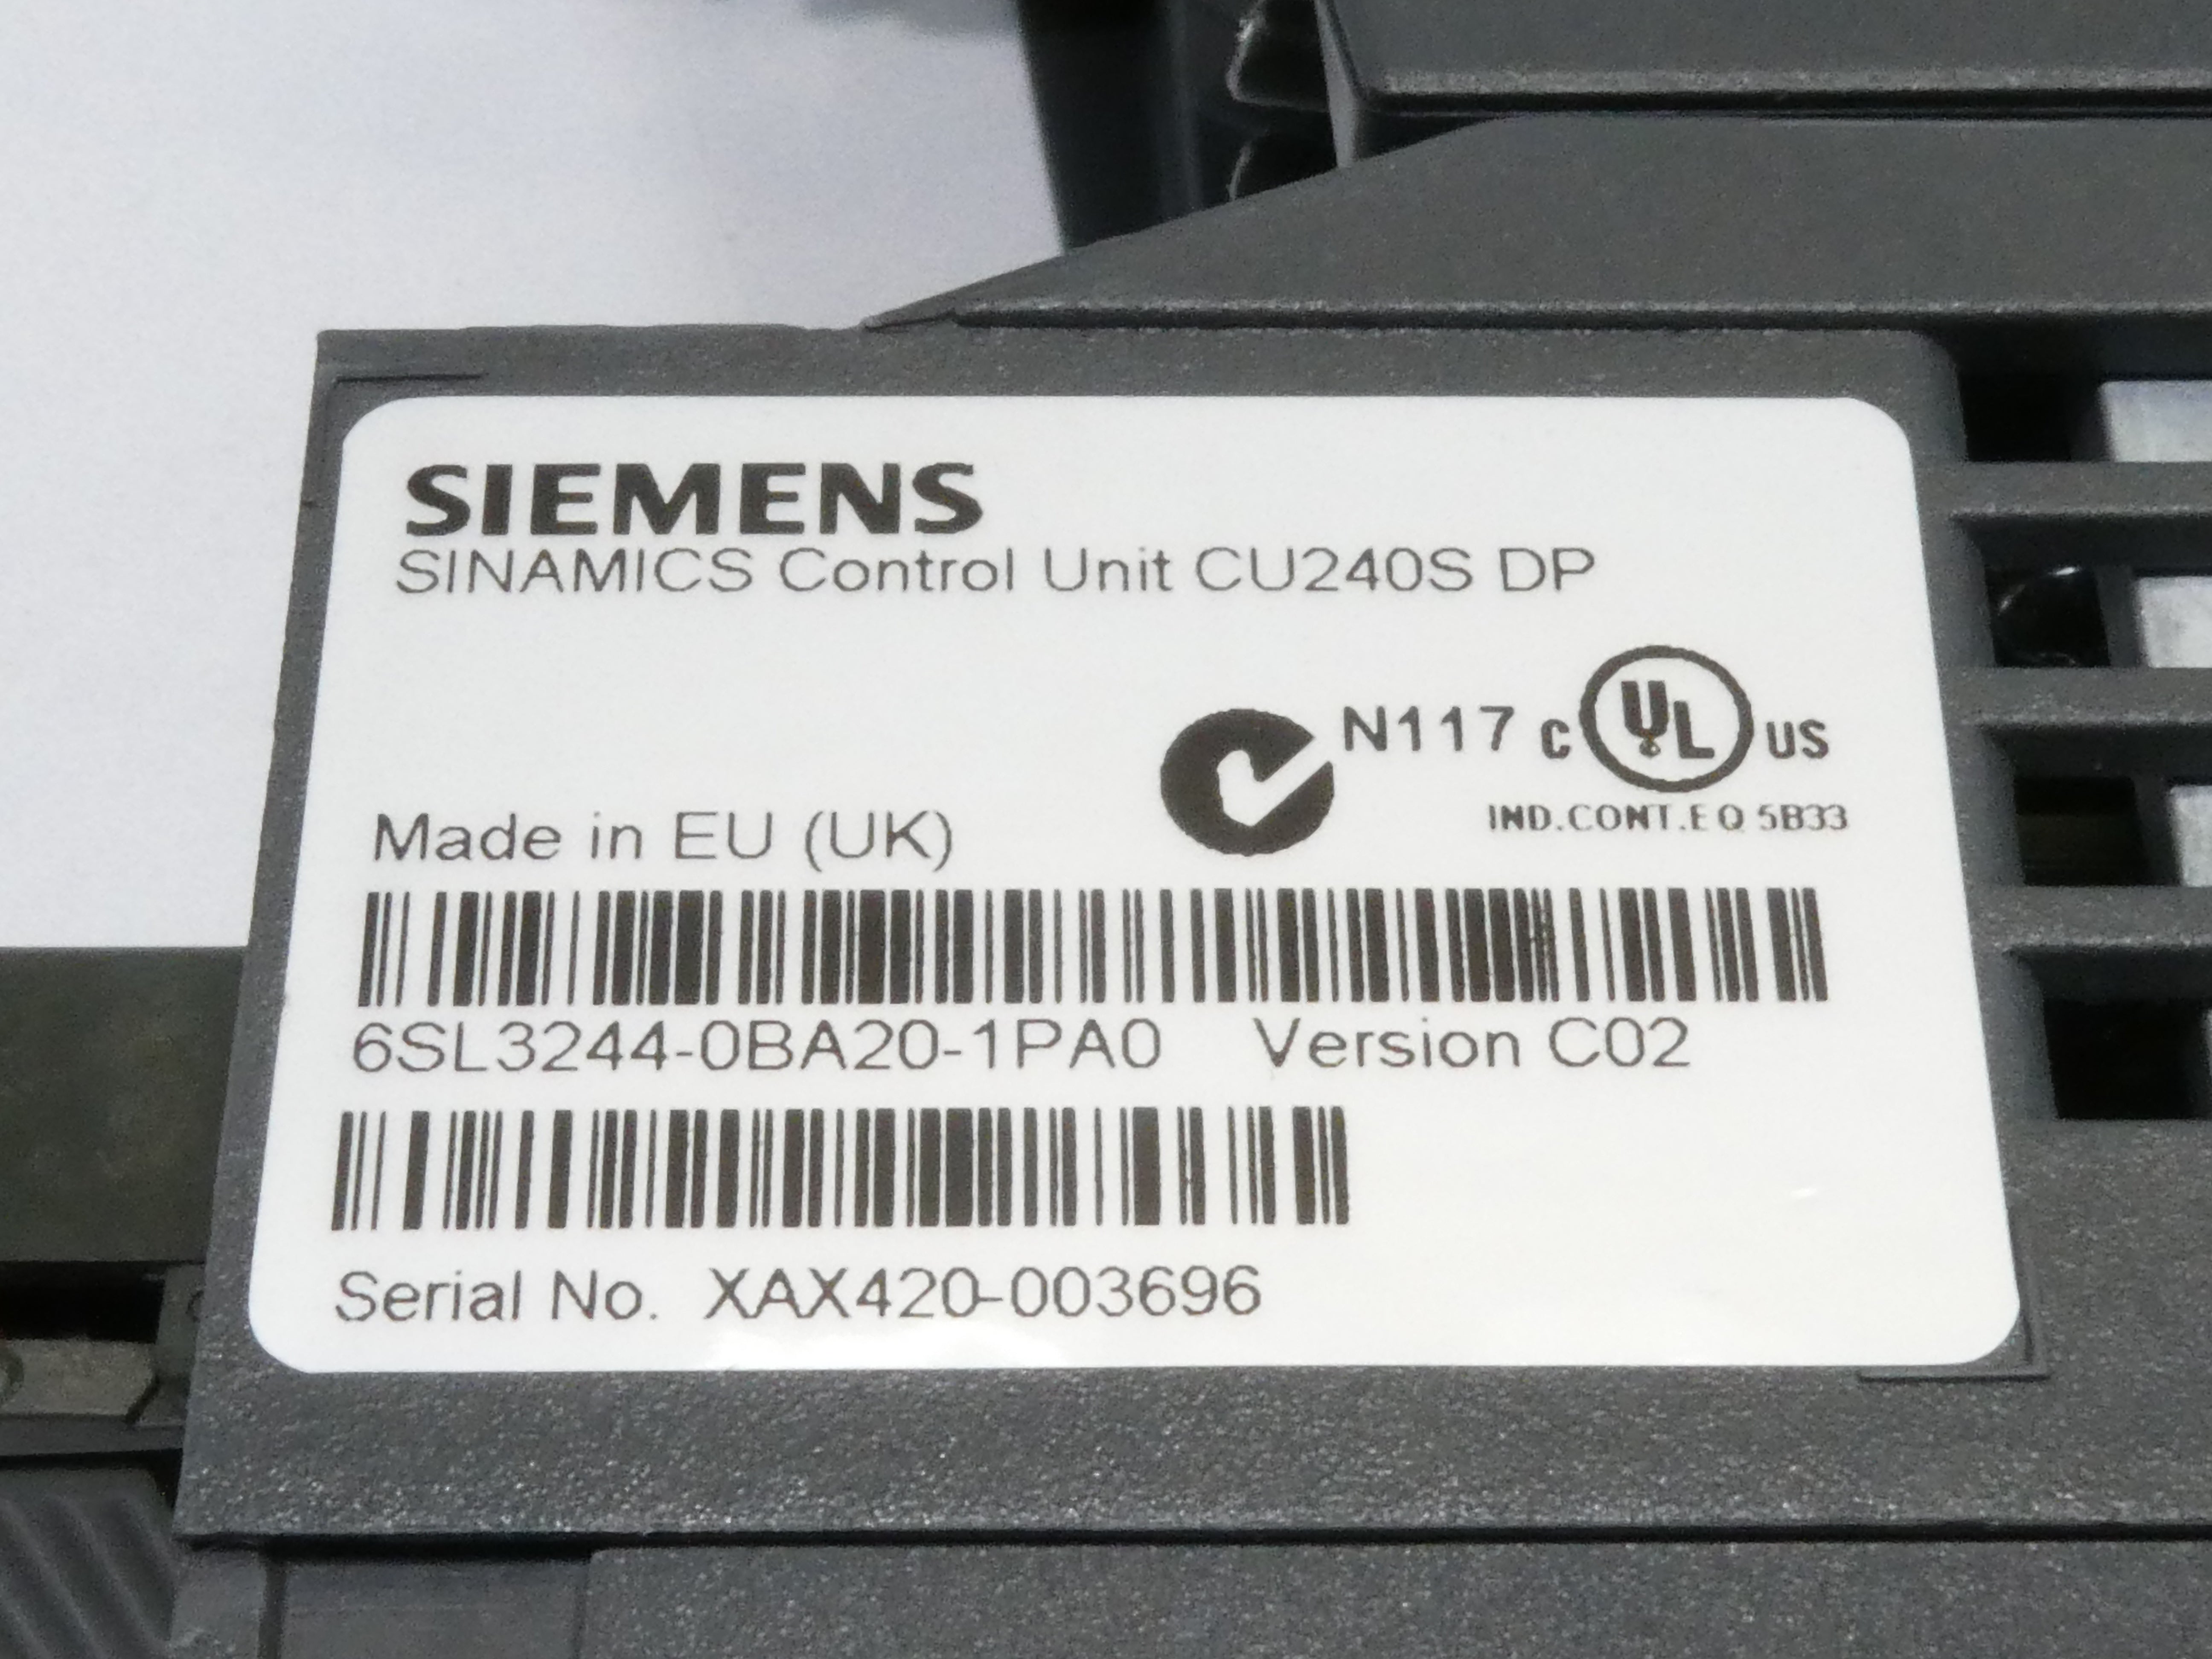 SIEMENS
SINAMICS Control Unit CU240S DP
N117 c UL US
IND.CONT.EQ 5B33
Made in EU (UK)
6SL3244-0BA20-1PA0 Version C02
Serial No. XAX420-003696